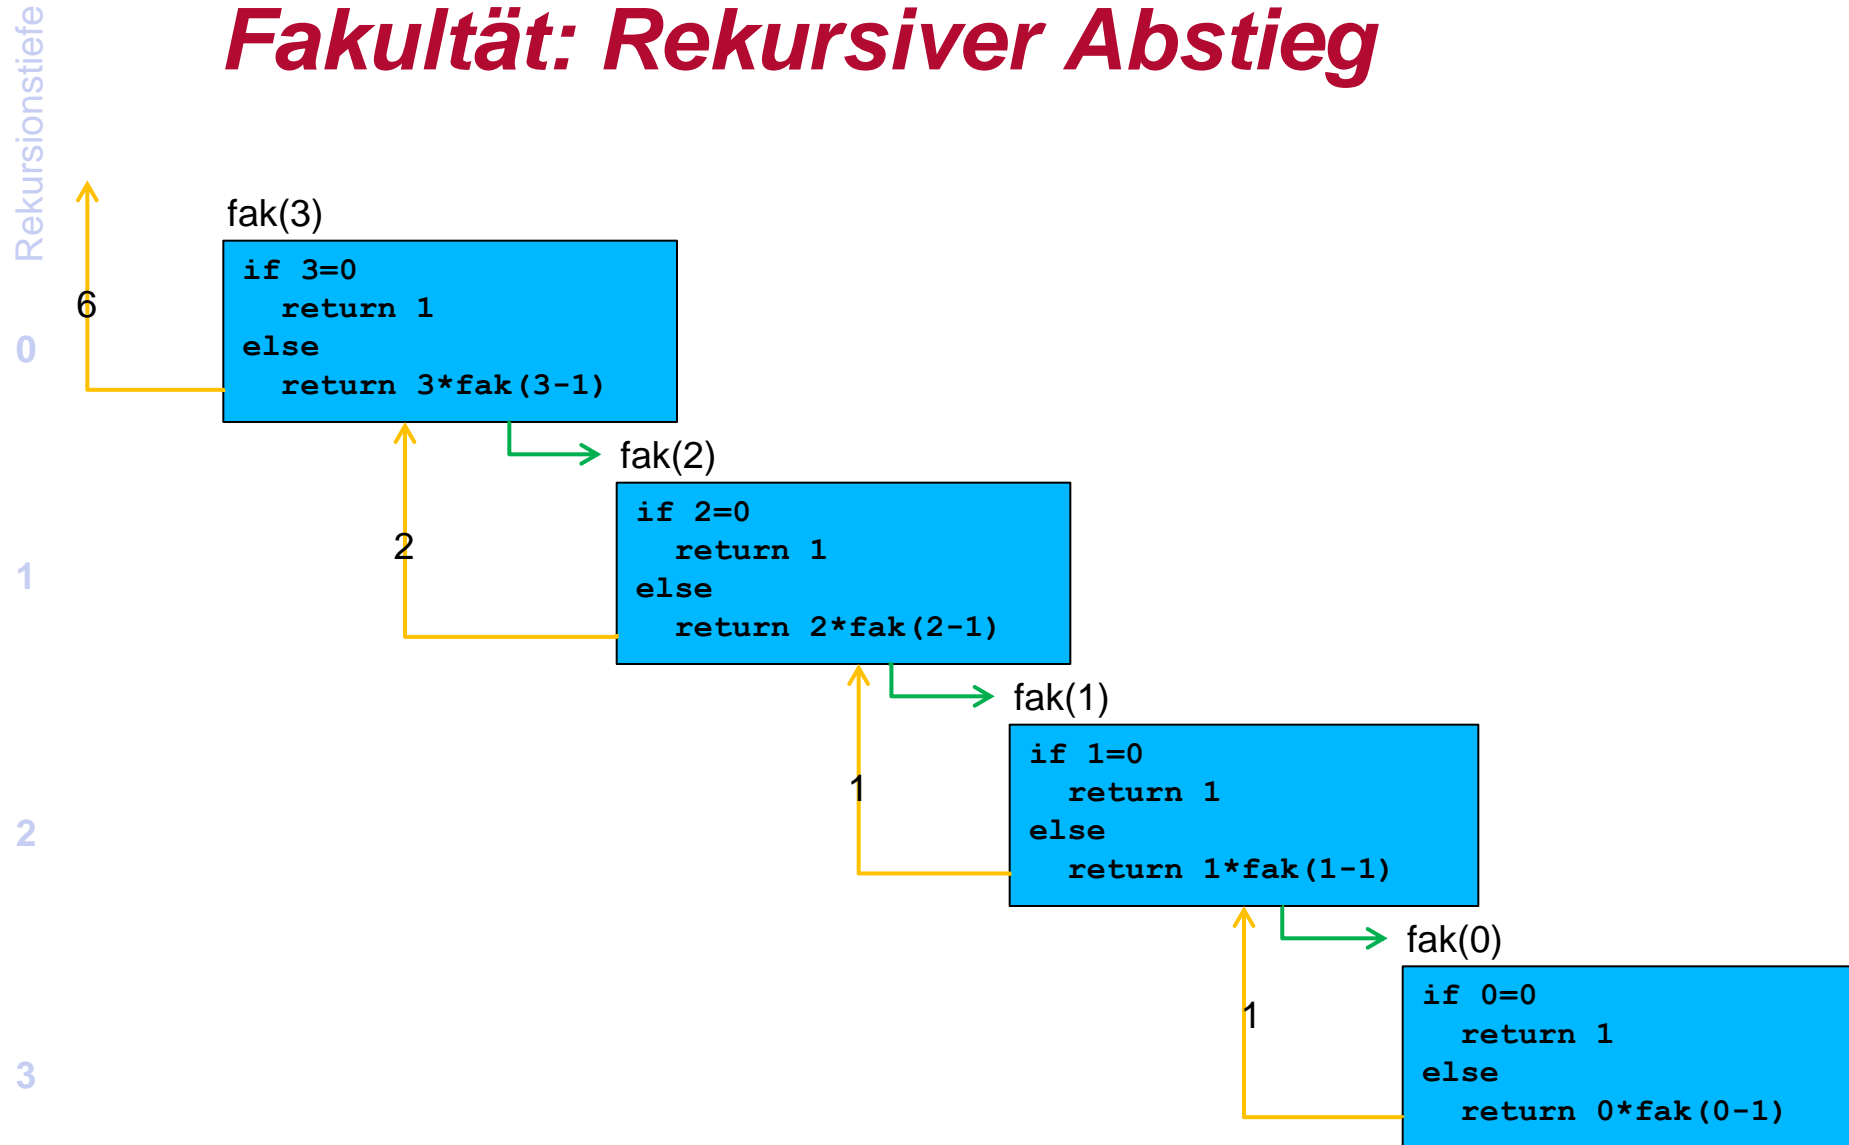 Fakultät: Rekursiver Abstieg
Rekursionstiefe
fak(3)
if 3=0
return 1
else
return 3*fak(3-1)
6
0
fak(2)
if 2=0
return 1
else
return 2*fak(2-1)
2
1
fak(1)
if 1=0
return 1
else
return 1*fak(1-1)
1
2
fak(0)
if 0=0
return 1
else
return 0*fak(0-1)
1
3